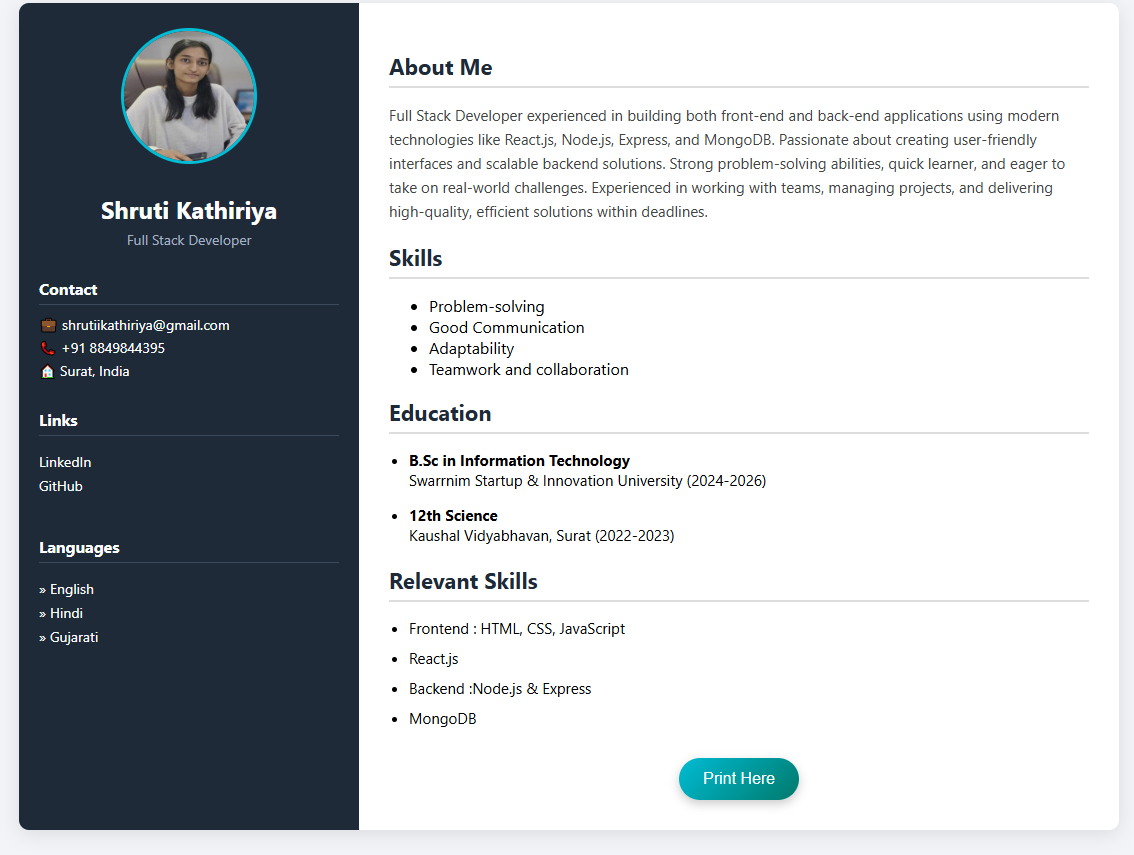 Shruti Kathiriya
Full Stack Developer
Contact
shrutiikathiriya@gmail.com
+91 8849844395
Surat, India
Links
LinkedIn
GitHub
Languages
» English
» Hindi
» Gujarati
About Me
Full Stack Developer experienced in building both front-end and back-end applications using modern
technologies like React.js, Node.js, Express, and MongoDB. Passionate about creating user-friendly
interfaces and scalable backend solutions. Strong problem-solving abilities, quick learner, and eager to
take on real-world challenges. Experienced in working with teams, managing projects, and delivering
high-quality, efficient solutions within deadlines.
Skills
• Problem-solving
• Good Communication
• Adaptability
• Teamwork and collaboration
Education
• B.Sc in Information Technology
Swarrnim Startup & Innovation University (2024-2026)
• 12th Science
Kaushal Vidyabhavan, Surat (2022-2023)
Relevant Skills
• Frontend : HTML, CSS, JavaScript
• React.js
• Backend :Node.js & Express
• MongoDB
Print Here